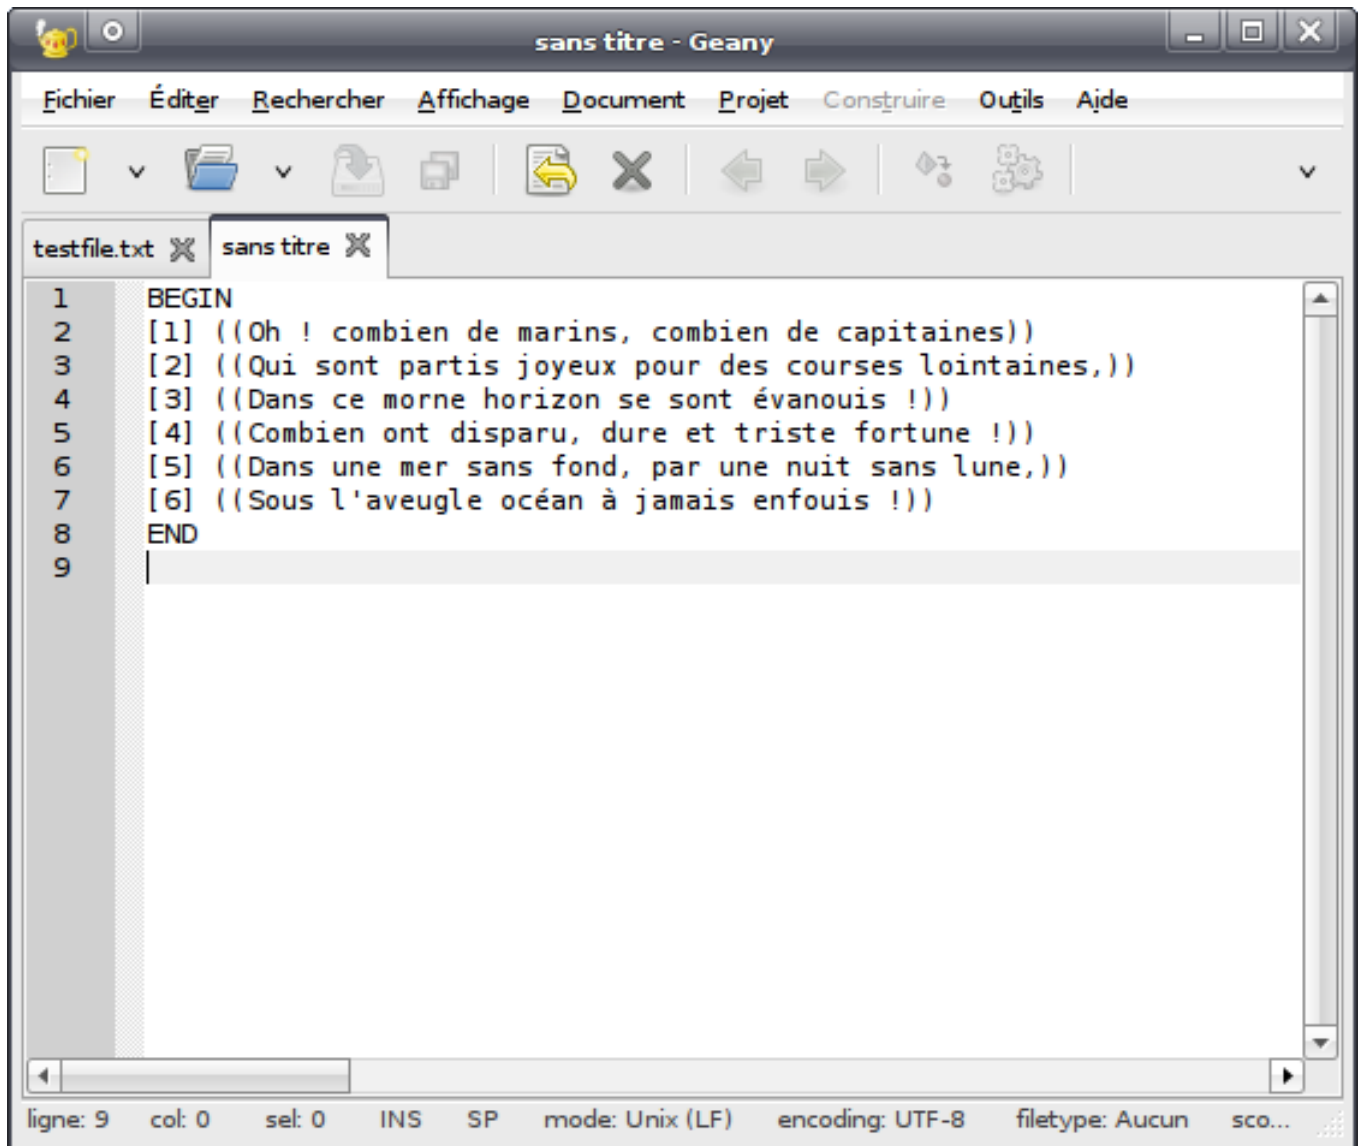 sans titre - Geany
Fichier Éditer Rechercher Affichage Document Projet Construire Outils Aide
testfile.txt sans titre
1 BEGIN
2 [1] ((Oh ! combien de marins, combien de capitaines))
3 [2] ((Qui sont partis joyeux pour des courses lointaines,))
4 [3] ((Dans ce morne horizon se sont évanouis !))
5 [4] ((Combien ont disparu, dure et triste fortune !))
6 [5] ((Dans une mer sans fond, par une nuit sans lune,))
7 [6] ((Sous l'aveugle océan à jamais enfouis !))
8 END
9
ligne: 9 col: 0 sel: 0 INS SP mode: Unix (LF) encoding: UTF-8 filetype: Aucun sco...